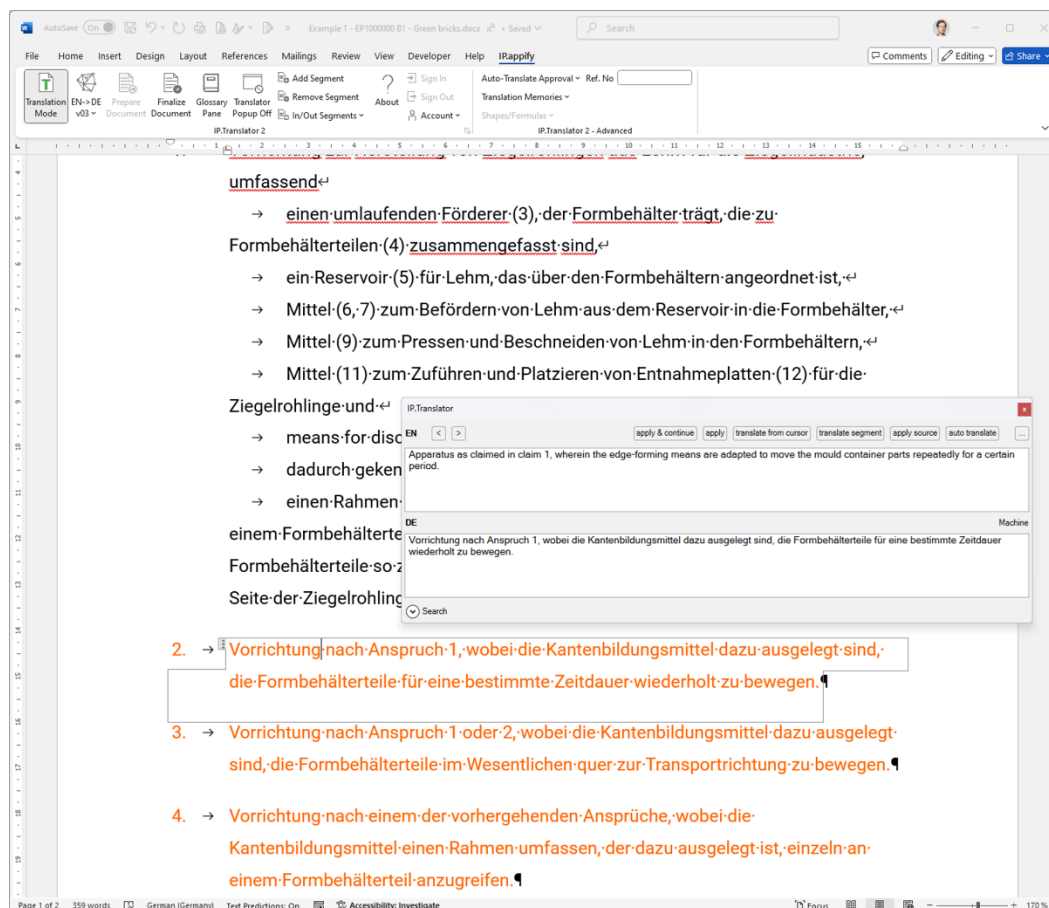 AutoSave On Example 1 - EP1000000 B1 - Green bricks.docx • Saved Search
File Home Insert Design Layout References Mailings Review View Developer Help IP.appify Comments Editing Share
Translation Mode EN->DE v03 Prepare Document Finalize Document Glossary Pane Translator Popup Off
Add Segment
Remove Segment
In/Out Segments
About
Sign In
Sign Out
Account
Auto-Translate Approval Ref. No
Translation Memories
Shapes/Formulas
IP.Translator 2 IP.Translator 2 - Advanced
umfassend
einen umlaufenden Förderer (3), der Formbehälter trägt, die zu
Formbehälterteilen (4) zusammengefasst sind,
ein Reservoir (5) für Lehm, das über den Formbehältern angeordnet ist,
Mittel (6, 7) zum Befördern von Lehm aus dem Reservoir in die Formbehälter,
Mittel (9) zum Pressen und Beschneiden von Lehm in den Formbehältern,
Mittel (11) zum Zuführen und Platzieren von Entnahmeplatten (12) für die
Ziegelrohlinge und
means for disc
dadurch geken
einen Rahmen
einem Formbehälterte
Formbehälterteile so z
Seite der Ziegelrohling
IP.Translator x
EN < > apply & continue apply translate from cursor translate segment apply source auto translate ...
Apparatus as claimed in claim 1, wherein the edge-forming means are adapted to move the mould container parts repeatedly for a certain
period.
DE Machine
Vorrichtung nach Anspruch 1, wobei die Kantenbildungsmittel dazu ausgelegt sind, die Formbehälterteile für eine bestimmte Zeitdauer
wiederholt zu bewegen.
Search
2. Vorrichtung nach Anspruch 1, wobei die Kantenbildungsmittel dazu ausgelegt sind,
die Formbehälterteile für eine bestimmte Zeitdauer wiederholt zu bewegen.¶
3. Vorrichtung nach Anspruch 1 oder 2, wobei die Kantenbildungsmittel dazu ausgelegt
sind, die Formbehälterteile im Wesentlichen quer zur Transportrichtung zu bewegen.¶
4. Vorrichtung nach einem der vorhergehenden Ansprüche, wobei die
Kantenbildungsmittel einen Rahmen umfassen, der dazu ausgelegt ist, einzeln an
einem Formbehälterteil anzugreifen.¶
Page 1 of 2 359 words German (Germany) Text Predictions: On Accessibility: Investigate Focus 170 %